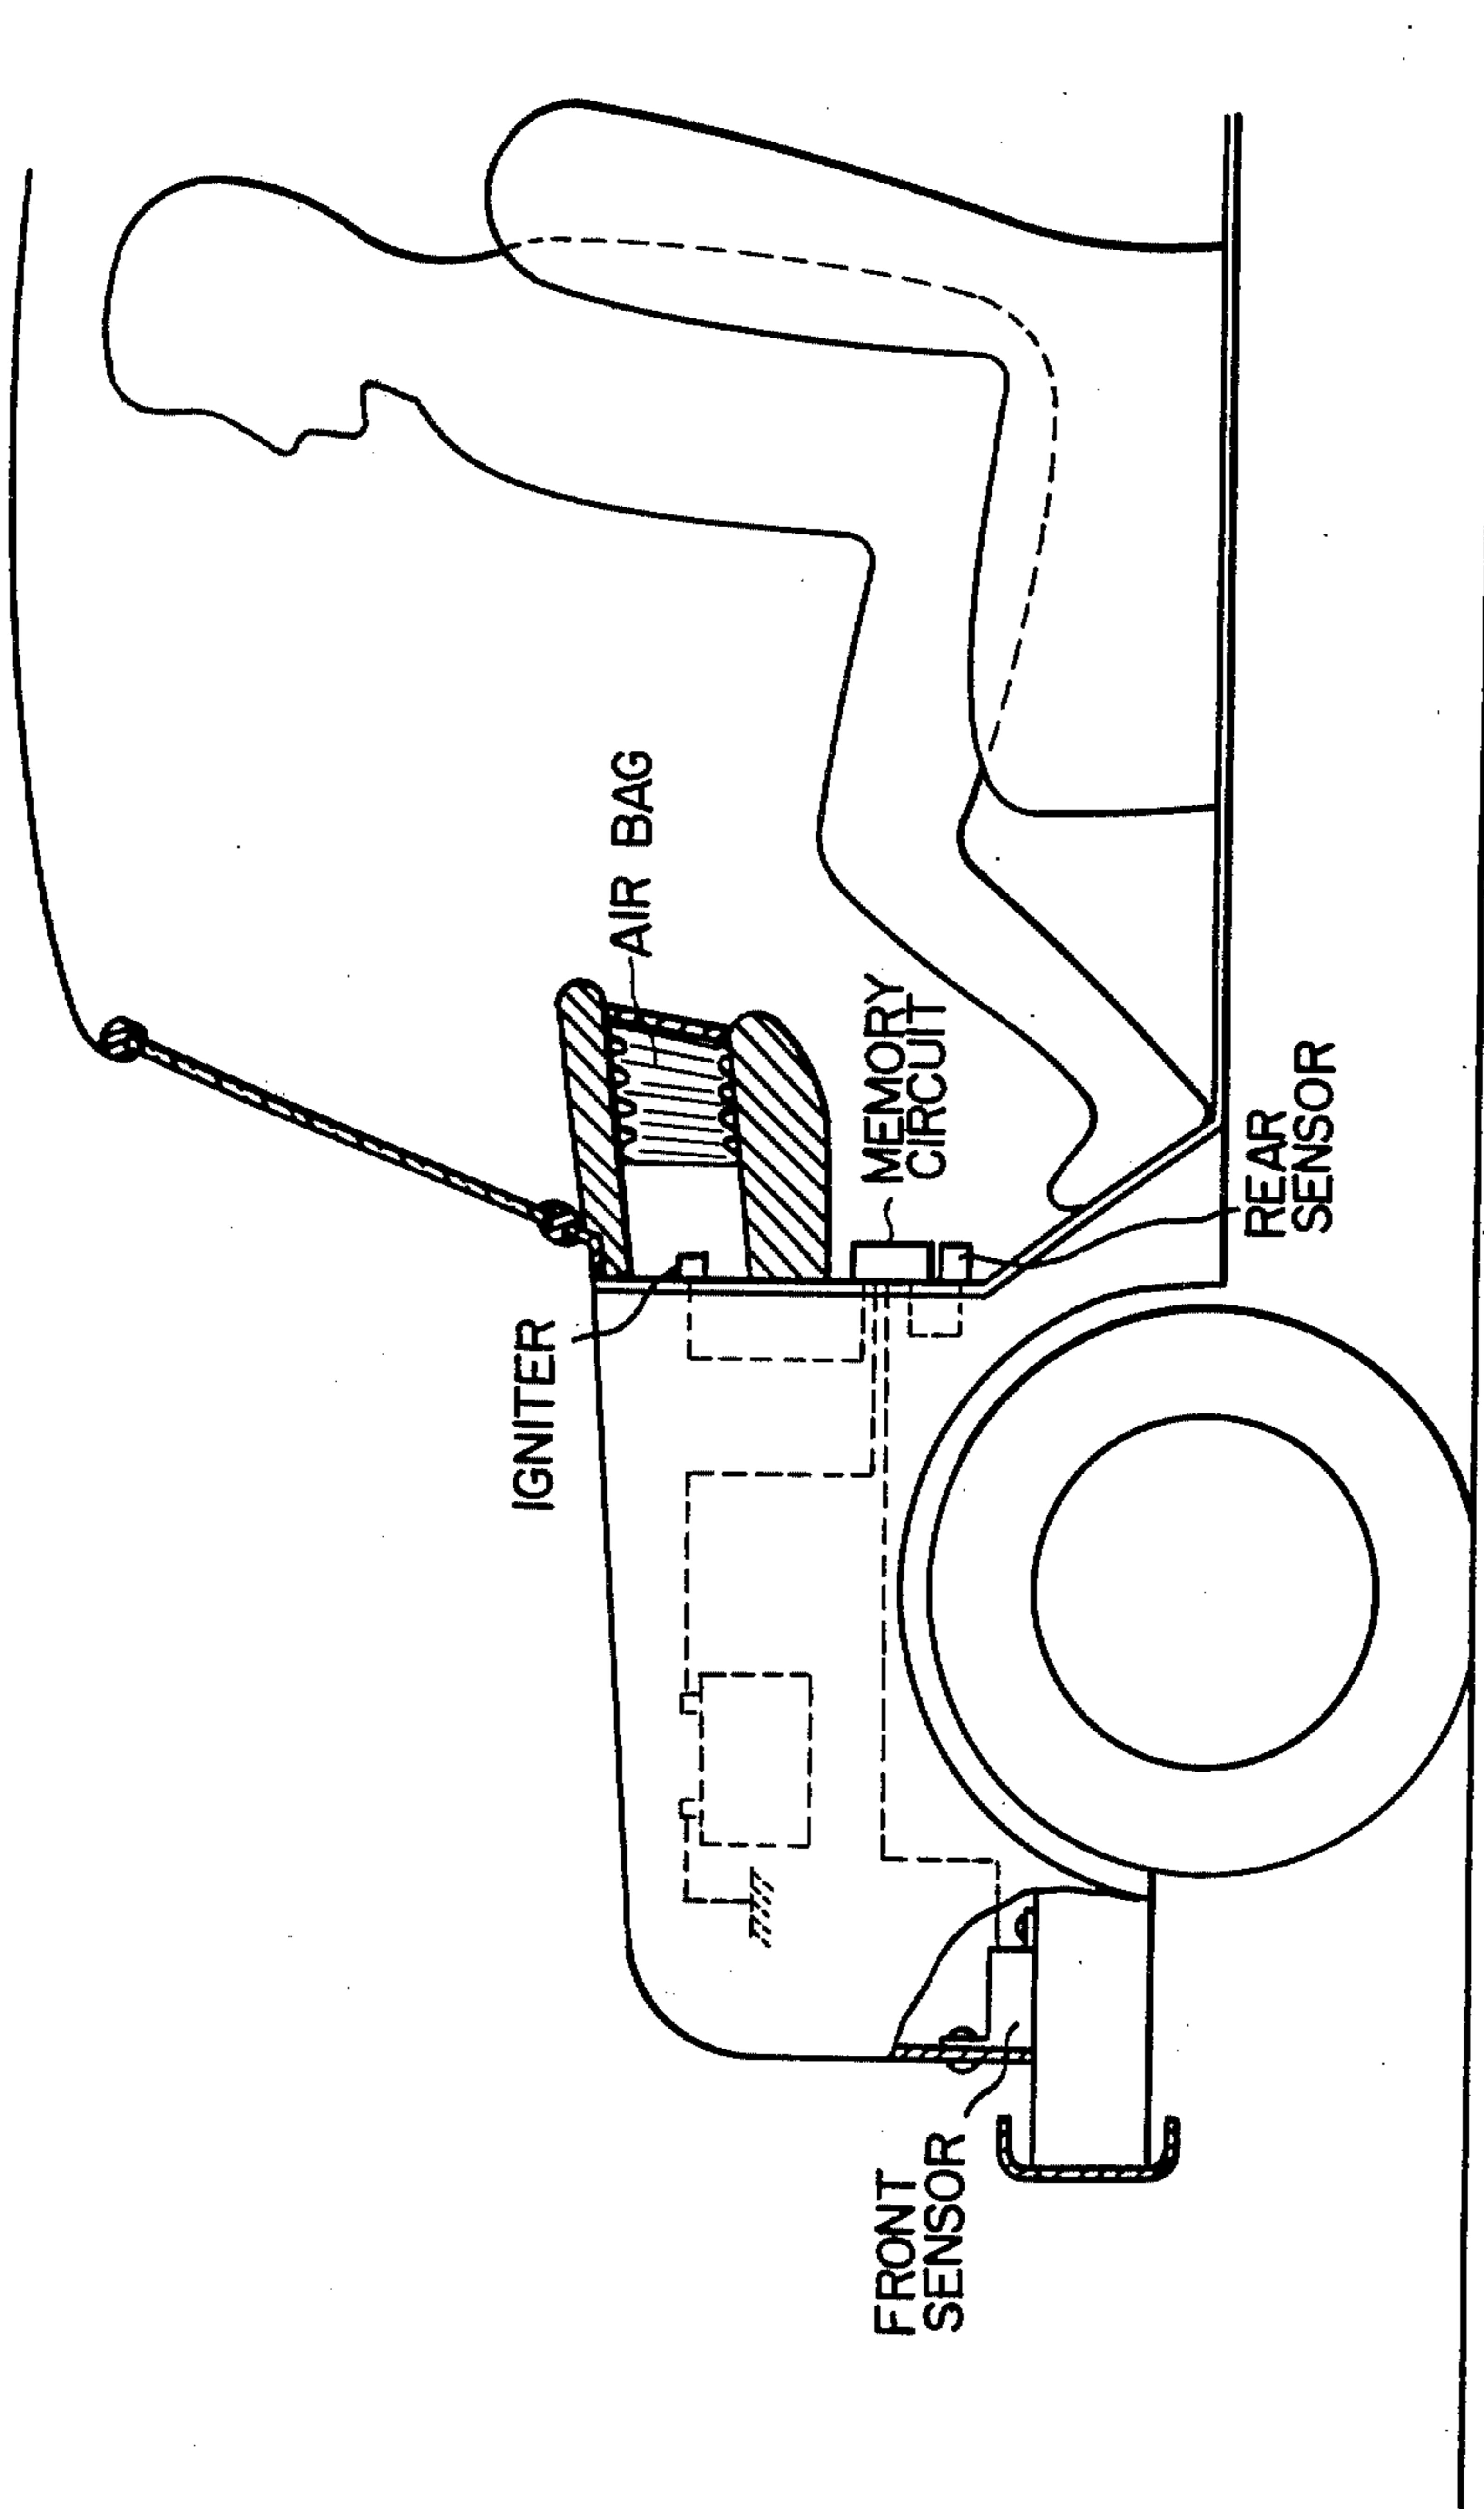 AIR BAG
MEMORY
CIRCUIT
IGNITER
REAR
SENSOR
FRONT
SENSOR